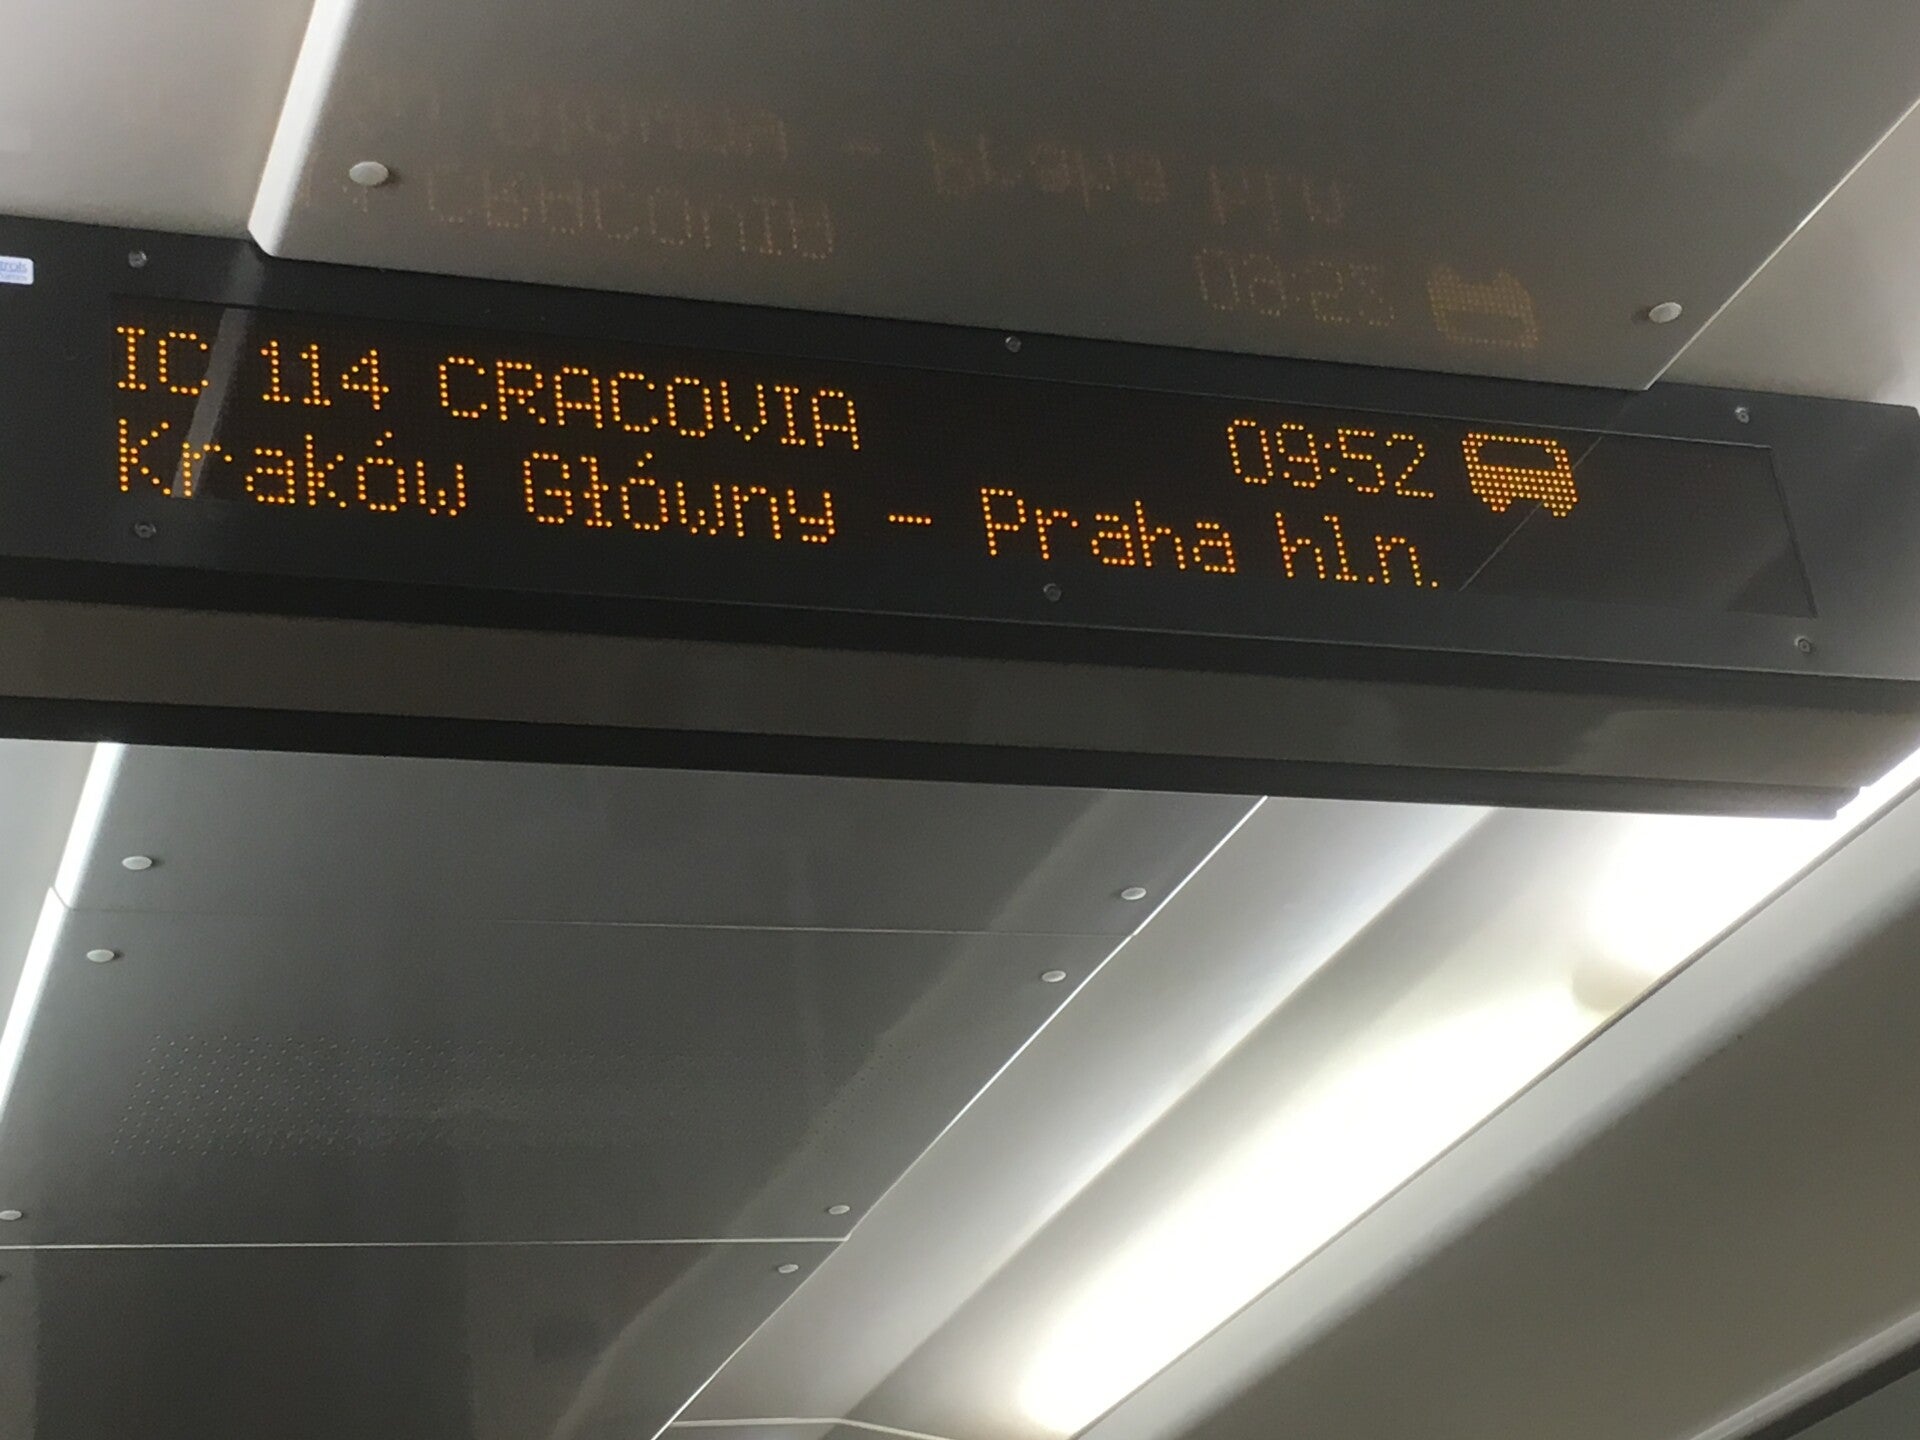 IC 114 CRACOVIA 09:52
Kraków Główny - Praha hl.n.